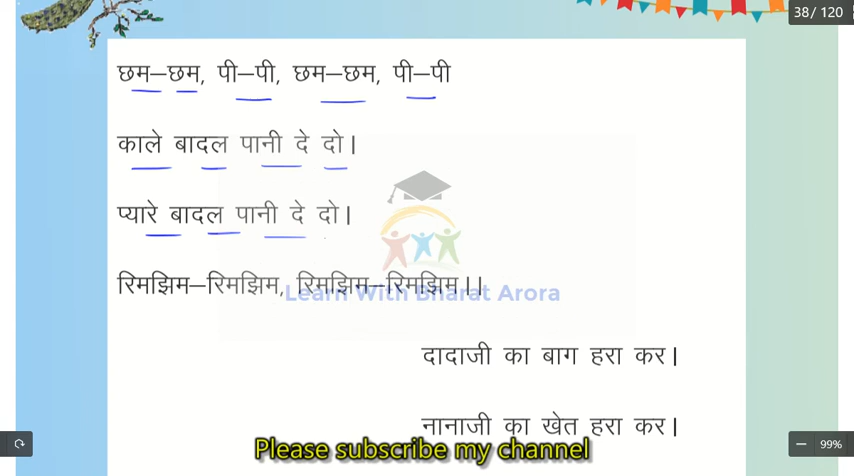 38 / 120
छम–छम, पी–पी, छम–छम, पी–पी
काले बादल पानी दे दो।
प्यारे बादल पानी दे दो।
रिमझिम–रिमझिम, रिमझिम–रिमझिम।।
Learn With Bharat Arora
दादाजी का बाग हरा कर।
नानाजी का खेत हरा कर।
Please subscribe my channel
99%